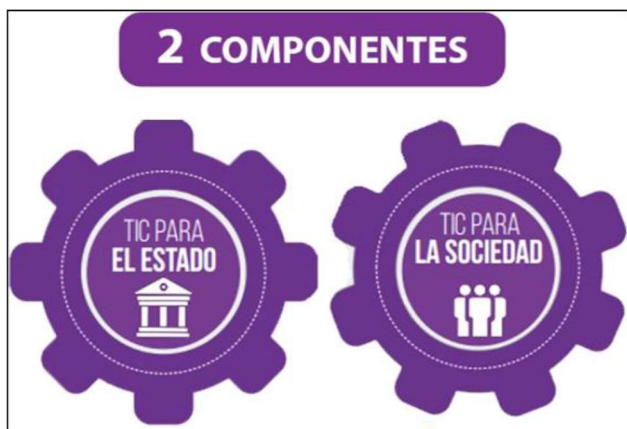 2 COMPONENTES
TIC PARA
EL ESTADO
TIC PARA
LA SOCIEDAD